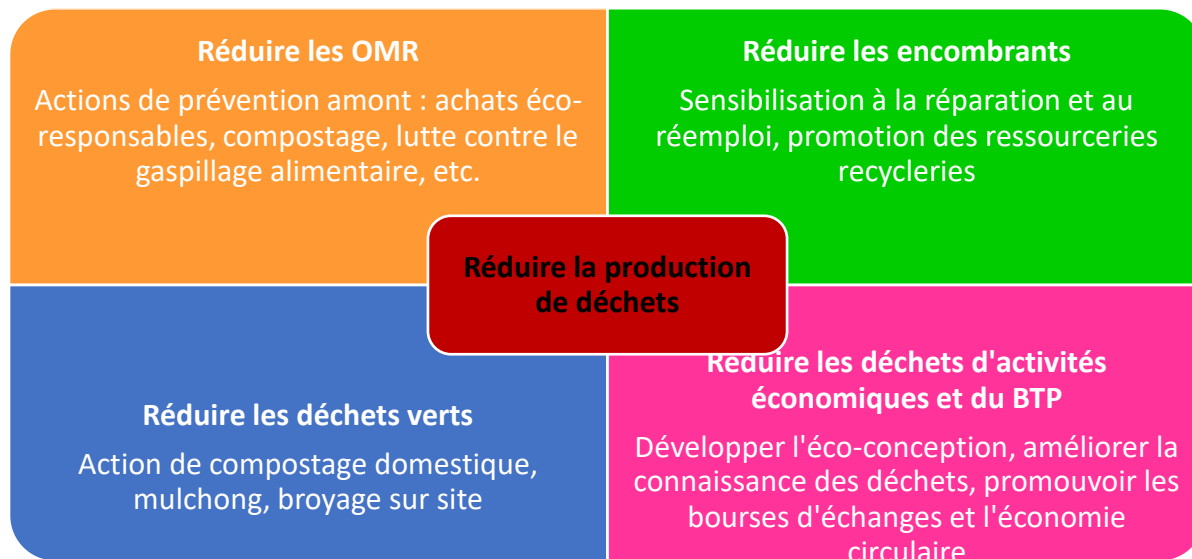 Réduire les OMR
Actions de prévention amont : achats éco-
responsables, compostage, lutte contre le
gaspillage alimentaire, etc.
Réduire les encombrants
Sensibilisation à la réparation et au
réemploi, promotion des ressourceries
recycleries
Réduire la production
de déchets
Réduire les déchets verts
Action de compostage domestique,
mulchong, broyage sur site
Réduire les déchets d'activités
économiques et du BTP
Développer l'éco-conception, améliorer la
connaissance des déchets, promouvoir les
bourses d'échanges et l'économie
circulaire